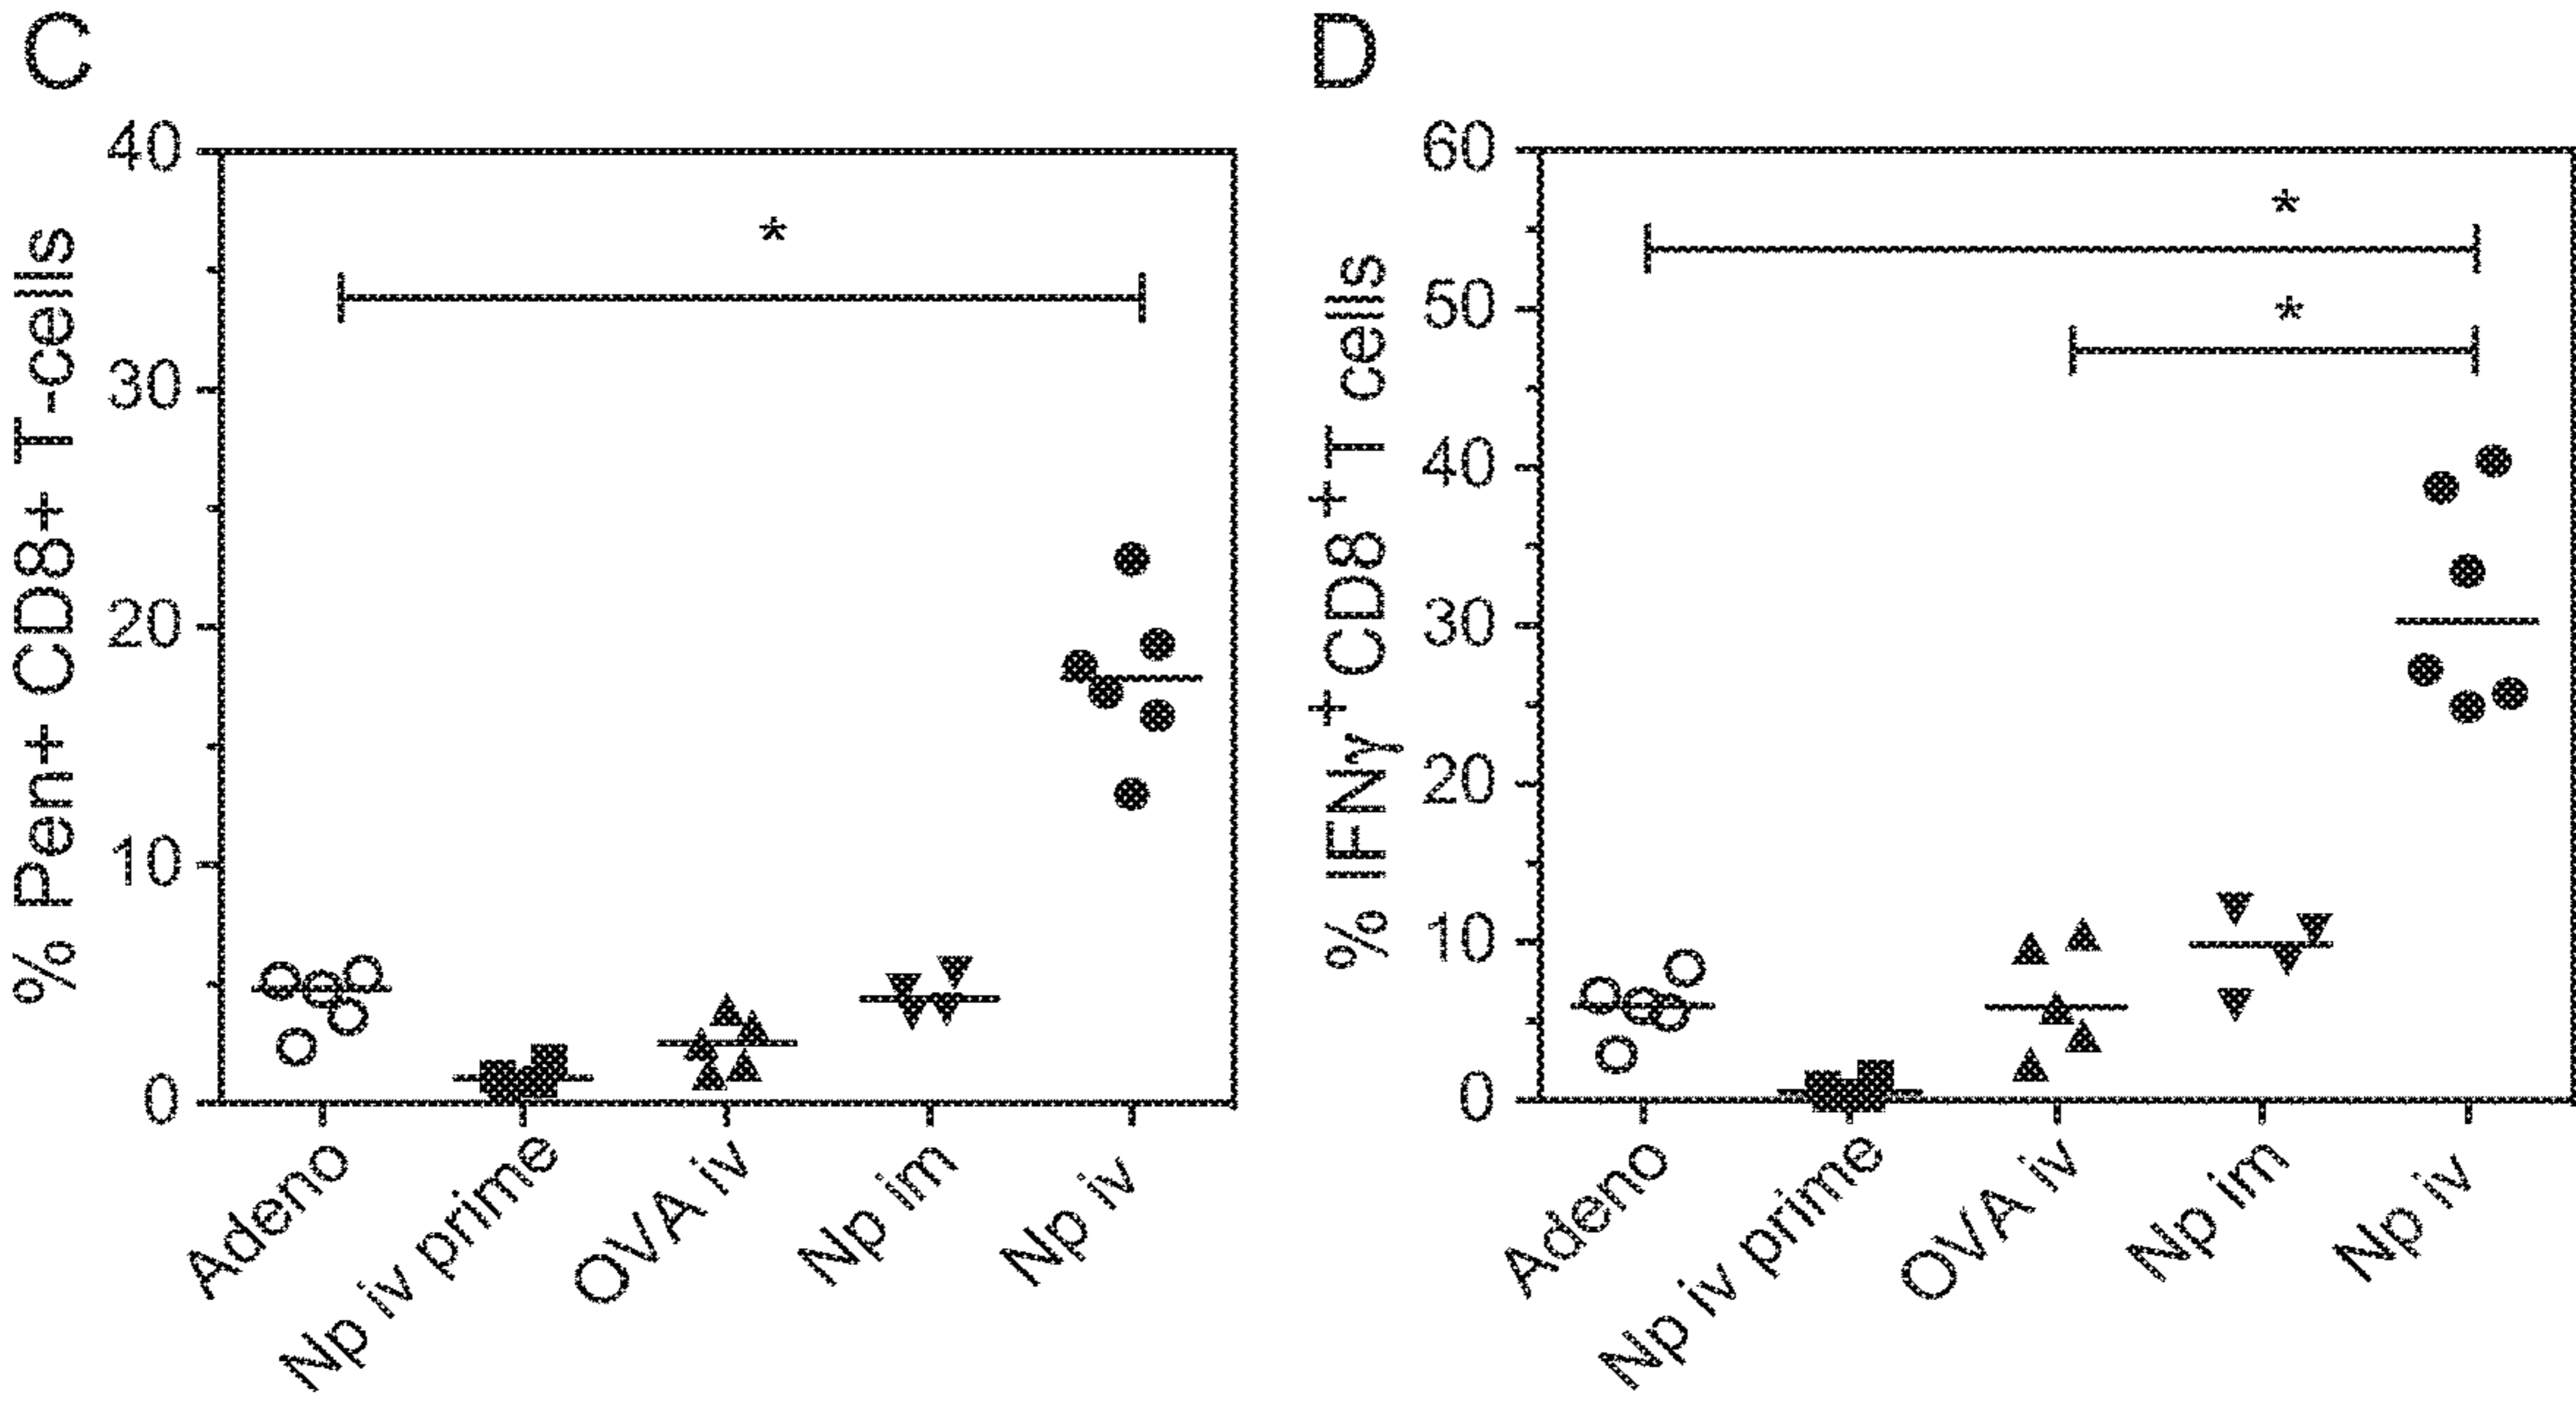 C
% Pen+ CD8+ T-cells
40
30
20
10
0
*
Adeno
Np iv prime
OVA iv
Np im
Np iv
D
% IFNγ+ CD8+ T cells
60
50
40
30
20
10
0
*
*
Adeno
Np iv prime
OVA iv
Np im
Np iv